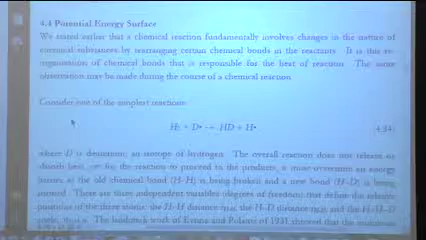 4.4 Potential Energy Surface
We stated earlier that a chemical reaction fundamentally involves changes in the nature of
chemical substances by rearranging certain chemical bonds in the reactants. It is this re-
organization of chemical bonds that is responsible for the heat of reaction. The same
observation may be made during the course of a chemical reaction.
Consider one of the simplest reactions:
H₂ + D• → HD + H•
4.34
where D is deuterium, an isotope of hydrogen. The overall reaction does not release or
absorb heat, for the reaction to proceed to the products, it must overcome an energy
barrier as the old chemical bond (H-H) is being broken and a new bond (H-D) is being
formed. There are three independent variables (degrees of freedom) that define the relative
positions of the three atoms: the H-H distance the H-D distance and the H-H-D
angle, The landmark work of Evans and Polanyi of 1931 showed that the